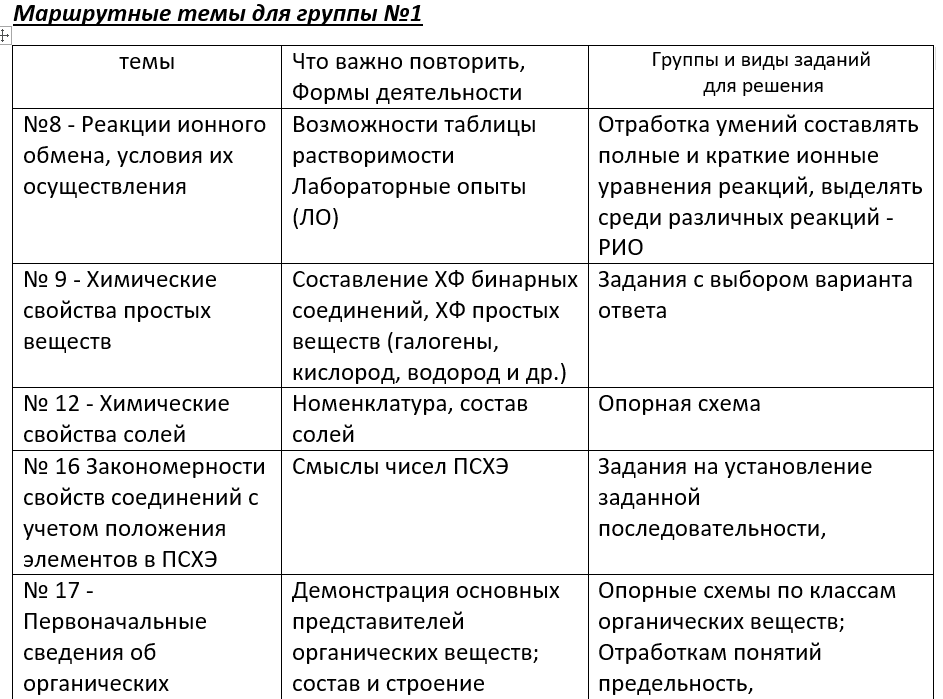 Маршрутные темы для группы №1
темы
Что важно повторить,
Формы деятельности
Группы и виды заданий
для решения
№8 - Реакции ионного
обмена, условия их
осуществления
Возможности таблицы
растворимости
Лабораторные опыты
(ЛО)
Отработка умений составлять
полные и краткие ионные
уравнения реакций, выделять
среди различных реакций -
РИО
№ 9 - Химические
свойства простых
веществ
Составление ХФ бинарных
соединений, ХФ простых
веществ (галогены,
кислород, водород и др.)
Задания с выбором варианта
ответа
№ 12 - Химические
свойства солей
Номенклатура, состав
солей
Опорная схема
№ 16 Закономерности
свойств соединений с
учетом положения
элементов в ПСХЭ
Смыслы чисел ПСХЭ
Задания на установление
заданной
последовательности,
№ 17 -
Первоначальные
сведения об
органических
Демонстрация основных
представителей
органических веществ;
состав и строение
Опорные схемы по классам
органических веществ;
Отработкам понятий
предельность,